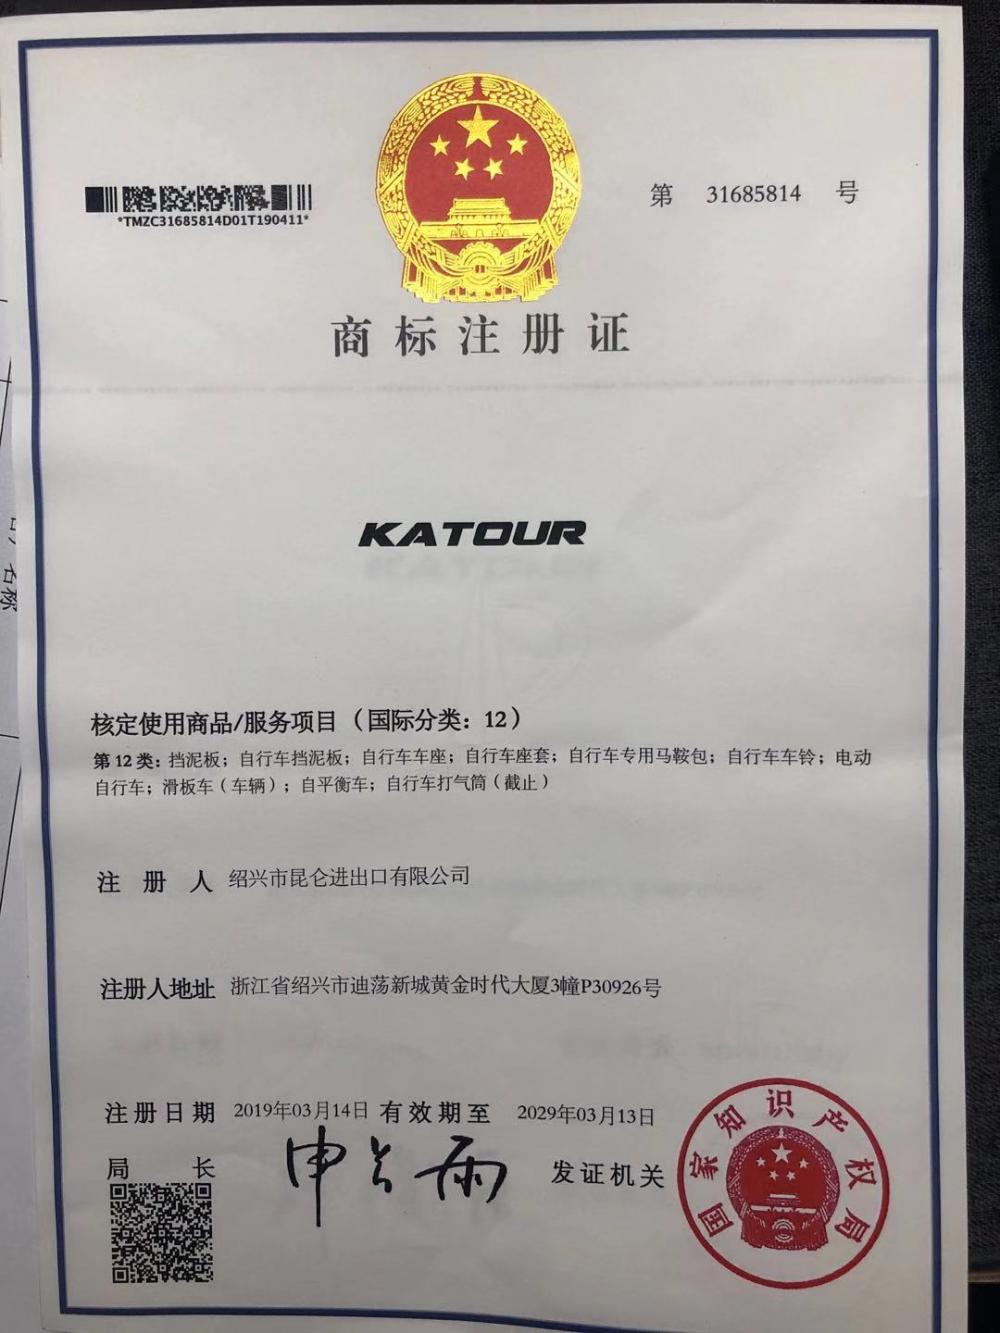 第 31685814 号
*TMZC31685814D01T190411*
商标注册证
KATOUR
核定使用商品/服务项目（国际分类：12）
第12类：挡泥板；自行车挡泥板；自行车车座；自行车座套；自行车专用马鞍包；自行车车铃；电动
自行车；滑板车（车辆）；自平衡车；自行车打气筒（截止）
注册人 绍兴市昆仑进出口有限公司
注册人地址 浙江省绍兴市迪荡新城黄金时代大厦3幢P30926号
注册日期 2019年03月14日 有效期至 2029年03月13日
局长 申长雨 发证机关
国家知识产权局
名称